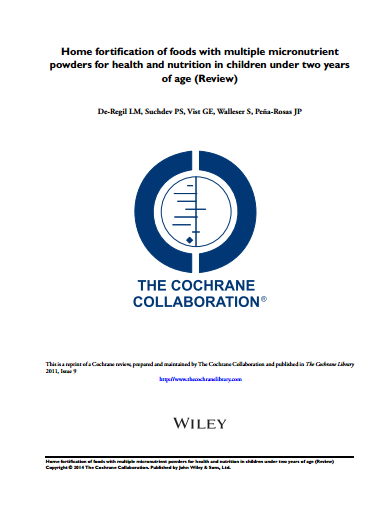 Home fortification of foods with multiple micronutrient
powders for health and nutrition in children under two years
of age (Review)
De-Regil LM, Suchdev PS, Vist GE, Walleser S, Peña-Rosas JP
THE COCHRANE
COLLABORATION®
This is a reprint of a Cochrane review, prepared and maintained by The Cochrane Collaboration and published in The Cochrane Library
2011, Issue 9
http://www.thecochranelibrary.com
WILEY
Home fortification of foods with multiple micronutrient powders for health and nutrition in children under two years of age (Review)
Copyright © 2014 The Cochrane Collaboration. Published by John Wiley & Sons, Ltd.